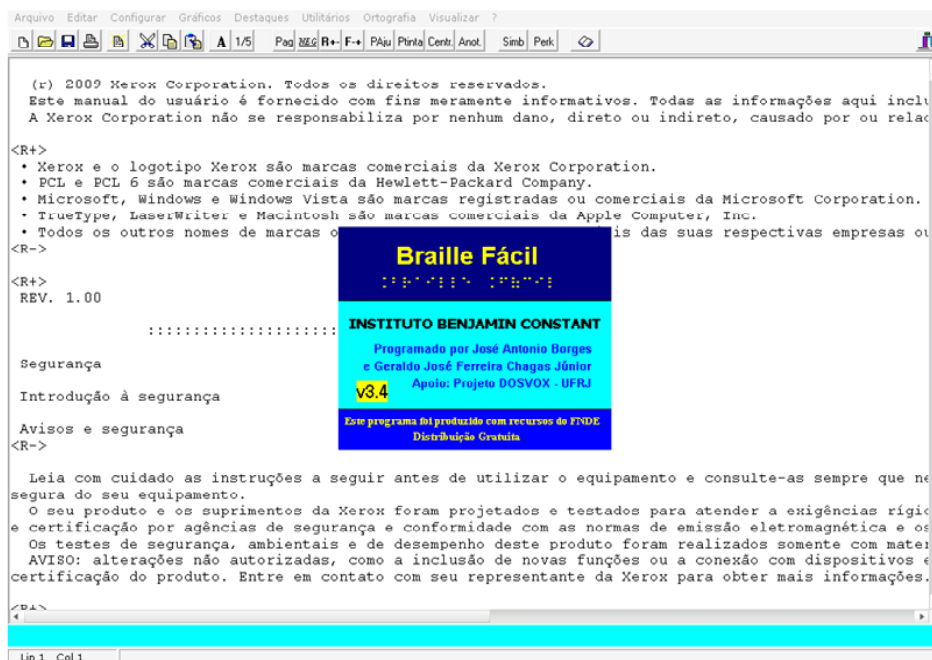 Arquivo Editar Configurar Gráficos Destaques Utilitários Ortografia Visualizar ?
A 1/5 Pag NEG R+- F-+ PAju Ptinta Centr. Anot. Simb Perk
(r) 2009 Xerox Corporation. Todos os direitos reservados.
Este manual do usuário é fornecido com fins meramente informativos. Todas as informações aqui inclu
A Xerox Corporation não se responsabiliza por nenhum dano, direto ou indireto, causado por ou relac
<R+>
• Xerox e o logotipo Xerox são marcas comerciais da Xerox Corporation.
• PCL e PCL 6 são marcas comerciais da Hewlett-Packard Company.
• Microsoft, Windows e Windows Vista são marcas registradas ou comerciais da Microsoft Corporation.
• TrueType, LaserWriter e Macintosh são marcas comerciais da Apple Computer, Inc.
• Todos os outros nomes de marcas o is das suas respectivas empresas ou
<R->
<R+>
REV. 1.00
:::::::::::::::::::::
Segurança
Introdução à segurança
Avisos e segurança
<R->
Braille Fácil
⠃⠗⠁⠊⠇⠇⠑ ⠋⠷⠉⠊⠇
INSTITUTO BENJAMIN CONSTANT
Programado por José Antonio Borges
e Geraldo José Ferreira Chagas Júnior
Apoio: Projeto DOSVOX - UFRJ
v3.4
Este programa foi produzido com recursos do FNDE
Distribuição Gratuita
Leia com cuidado as instruções a seguir antes de utilizar o equipamento e consulte-as sempre que ne
segura do seu equipamento.
O seu produto e os suprimentos da Xerox foram projetados e testados para atender a exigências rígid
e certificação por agências de segurança e conformidade com as normas de emissão eletromagnética e os
Os testes de segurança, ambientais e de desempenho deste produto foram realizados somente com mater
AVISO: alterações não autorizadas, como a inclusão de novas funções ou a conexão com dispositivos e
certificação do produto. Entre em contato com seu representante da Xerox para obter mais informações.
<R+>
Lin 1 Col 1